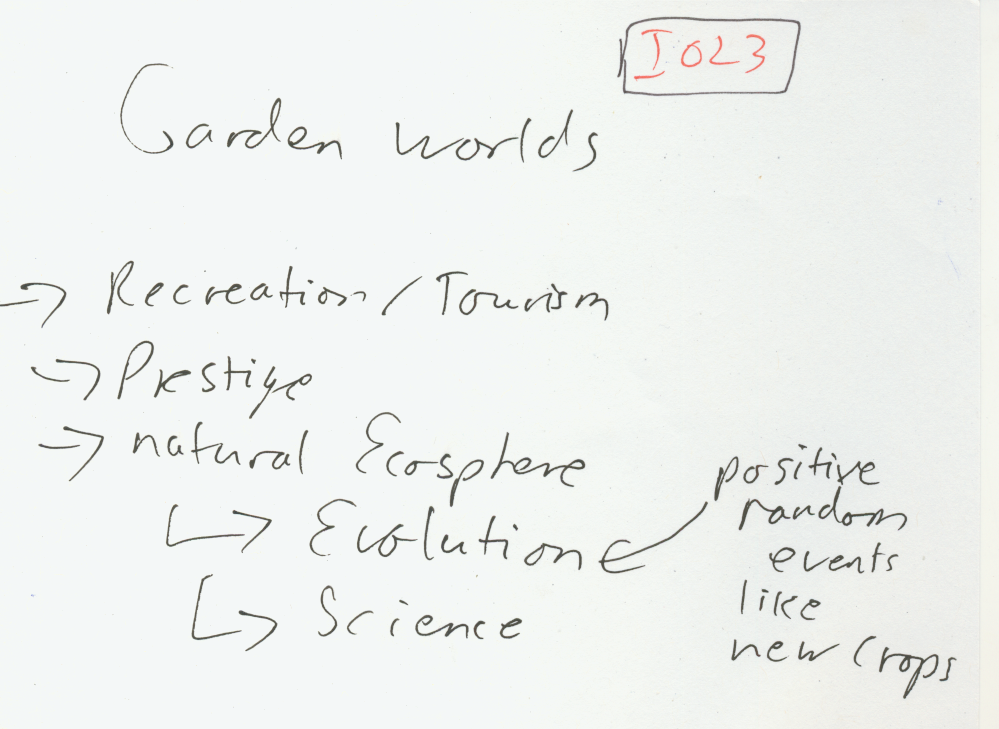 I023
Garden worlds
→ Recreation / Tourism
→ Prestige
→ natural Ecosphere
↳ Evolution ←
↳ Science
positive
random
events
like
new crops